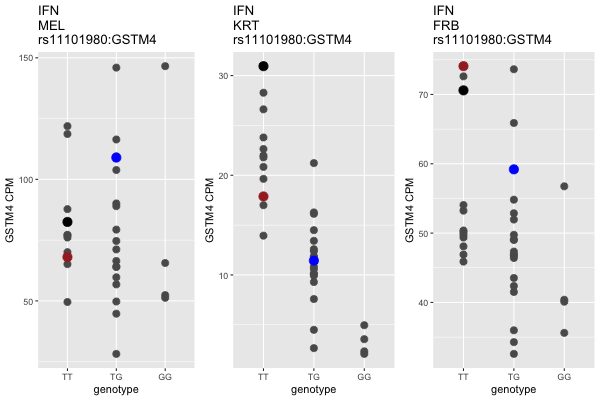 IFN
MEL
rs11101980:GSTM4
150
100
50
GSTM4 CPM
TT TG GG
genotype
IFN
KRT
rs11101980:GSTM4
30
20
10
GSTM4 CPM
TT TG GG
genotype
IFN
FRB
rs11101980:GSTM4
70
60
50
40
GSTM4 CPM
TT TG GG
genotype